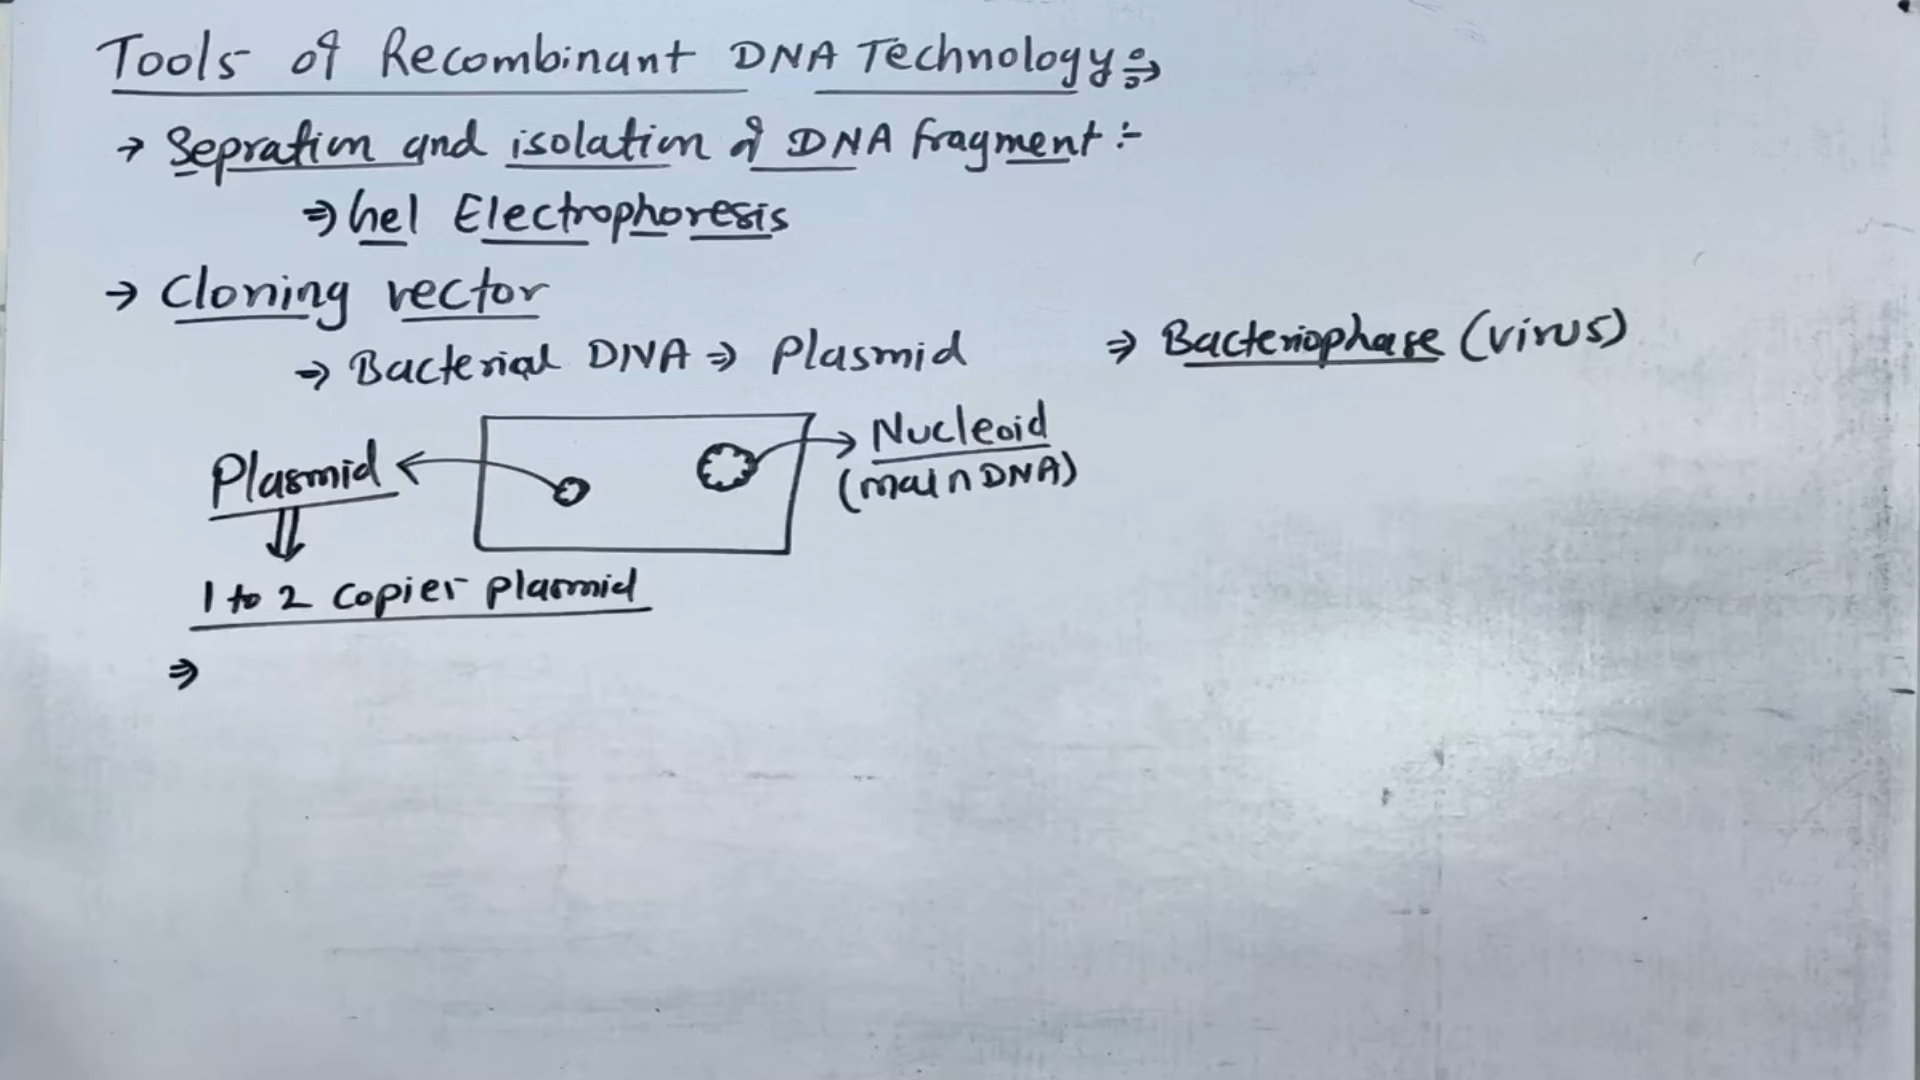 Tools of Recombinant DNA Technology :→
→ Sepration and isolation of DNA fragment :-
⇒ Gel Electrophoresis
→ Cloning vector
⇒ Bacterial DNA ⇒ Plasmid ⇒ Bacteriophase (virus)
Plasmid
Nucleoid
(main DNA)
1 to 2 copies plasmid
⇒